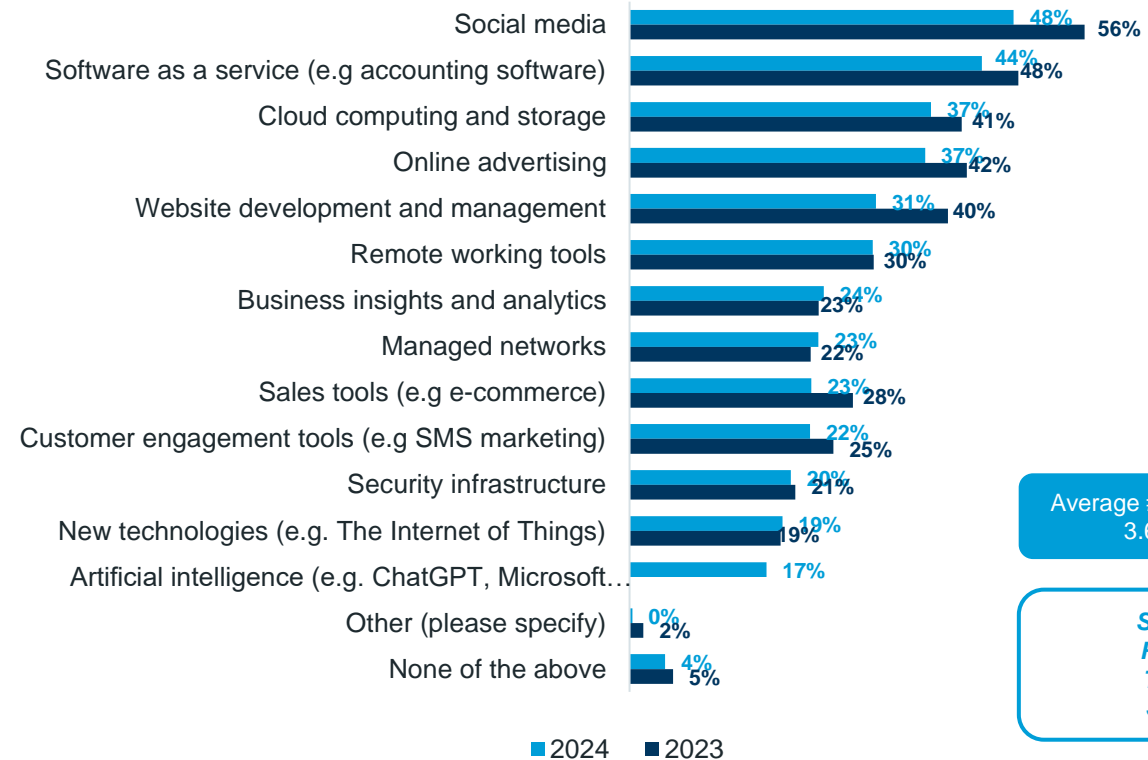 Social media 48% 56%
Software as a service (e.g accounting software) 44% 48%
Cloud computing and storage 37% 41%
Online advertising 37% 42%
Website development and management 31% 40%
Remote working tools 30% 30%
Business insights and analytics 24% 23%
Managed networks 23% 22%
Sales tools (e.g e-commerce) 23% 28%
Customer engagement tools (e.g SMS marketing) 22% 25%
Security infrastructure 20% 21%
New technologies (e.g. The Internet of Things) 19% 19%
Artificial intelligence (e.g. ChatGPT, Microsoft… 17%
Other (please specify) 0% 2%
None of the above 4% 5%
2024 2023
Average